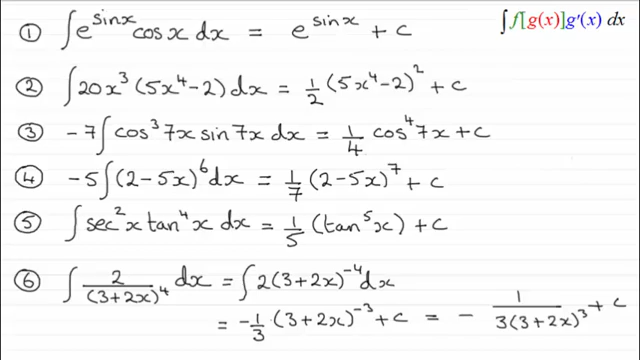 ① ∫e^{sinx} cosx dx = e^{sinx} + c
∫f[g(x)]g′(x) dx
② ∫20x³(5x⁴−2)dx = 1/2 (5x⁴−2)² + c
③ −7∫cos³7x sin7x dx = 1/4 cos⁴7x + c
④ −5∫(2−5x)⁶dx = 1/7 (2−5x)⁷ + c
⑤ ∫sec²x tan⁴x dx = 1/5 (tan⁵x) + c
⑥ ∫ 2/(3+2x)⁴ dx = ∫2(3+2x)⁻⁴dx
= −1/3 (3+2x)⁻³ + c = − 1/3(3+2x)³ + c